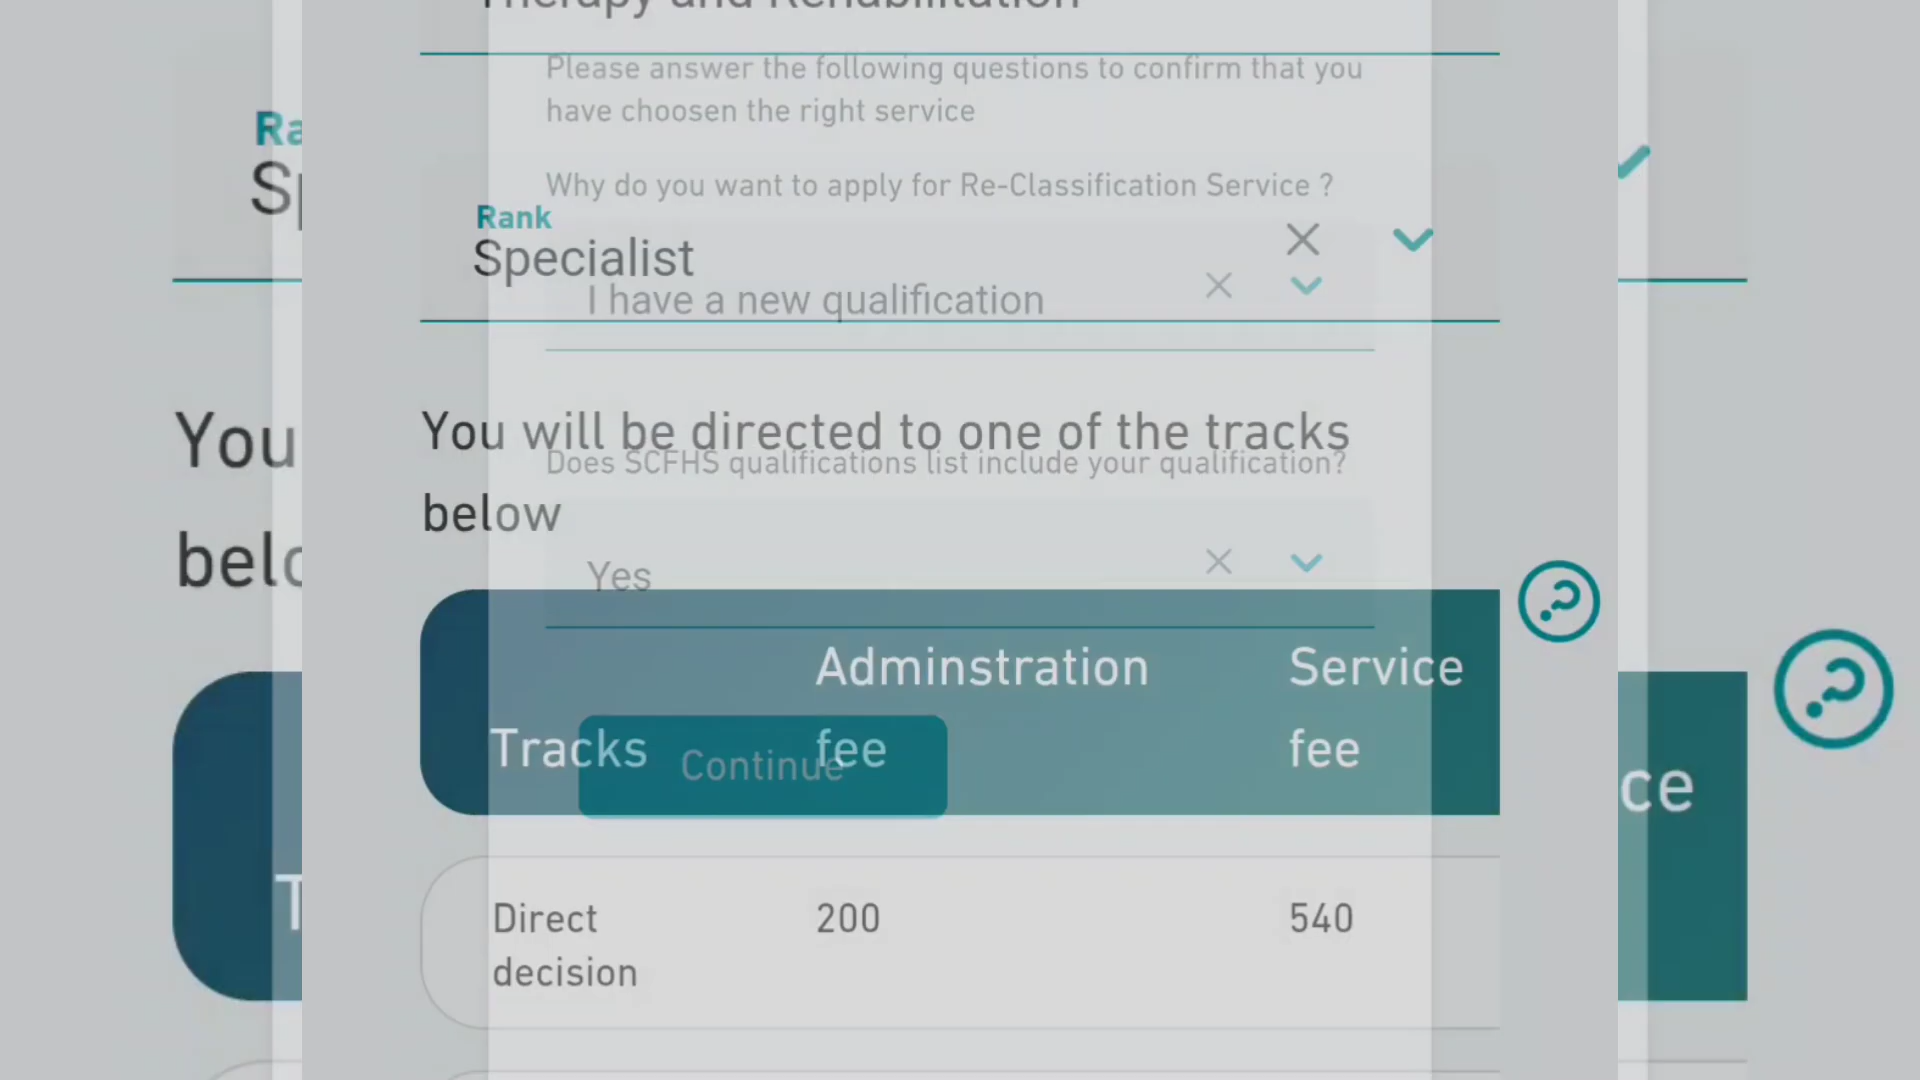 Therapy and Rehabilitation
Please answer the following questions to confirm that you
have choosen the right service
Why do you want to apply for Re-Classification Service ?
Rank
Specialist
I have a new qualification
You will be directed to one of the tracks
below
Does SCFHS qualifications list include your qualification?
Yes
Adminstration Service
Tracks fee fee
Continue
Direct 200 540
decision